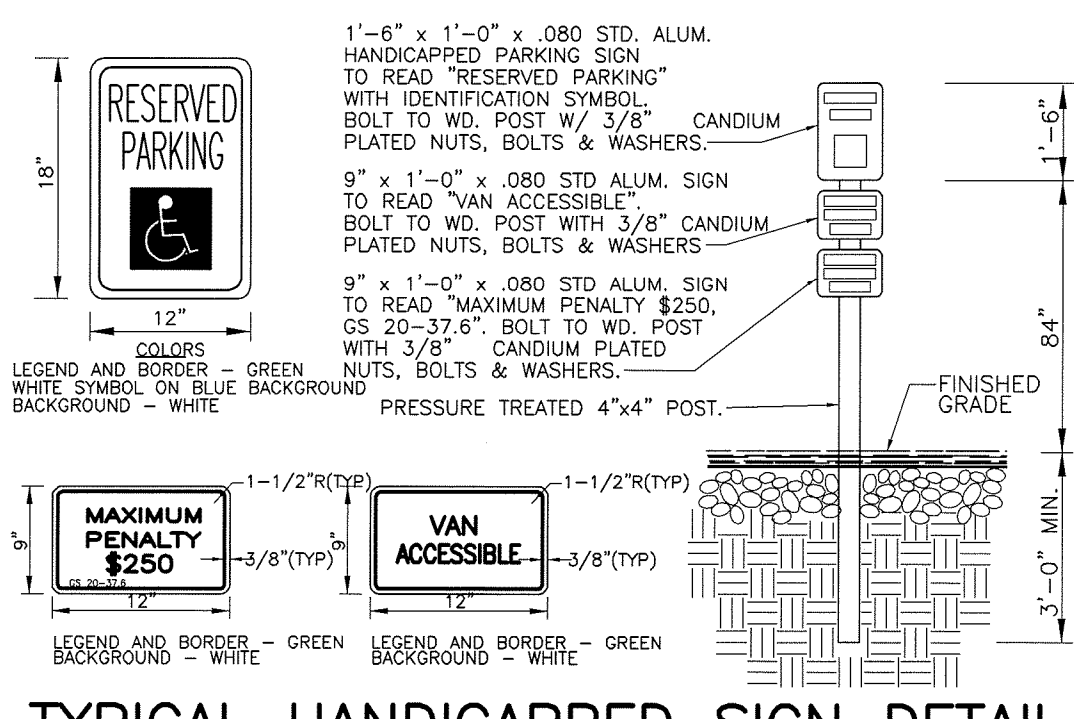 1'-6" x 1'-0" x .080 STD. ALUM.
HANDICAPPED PARKING SIGN
TO READ "RESERVED PARKING"
WITH IDENTIFICATION SYMBOL.
BOLT TO WD. POST W/ 3/8" CANDIUM
PLATED NUTS, BOLTS & WASHERS.
9" x 1'-0" x .080 STD ALUM. SIGN
TO READ "VAN ACCESSIBLE".
BOLT TO WD. POST WITH 3/8" CANDIUM
PLATED NUTS, BOLTS & WASHERS
9" x 1'-0" x .080 STD ALUM. SIGN
TO READ "MAXIMUM PENALTY $250,
GS 20-37.6". BOLT TO WD. POST
WITH 3/8" CANDIUM PLATED
NUTS, BOLTS & WASHERS.
PRESSURE TREATED 4"x4" POST.
RESERVED
PARKING
18"
12"
COLORS
LEGEND AND BORDER - GREEN
WHITE SYMBOL ON BLUE BACKGROUND
BACKGROUND - WHITE
1'-6"
84"
FINISHED
GRADE
3'-0" MIN.
MAXIMUM
PENALTY
$250
GS 20-37.6
9"
12"
1-1/2"R(TYP)
3/8"(TYP)
LEGEND AND BORDER - GREEN
BACKGROUND - WHITE
VAN
ACCESSIBLE
9"
12"
1-1/2"R(TYP)
3/8"(TYP)
LEGEND AND BORDER - GREEN
BACKGROUND - WHITE
TYPICAL HANDICAPPED SIGN DETAIL